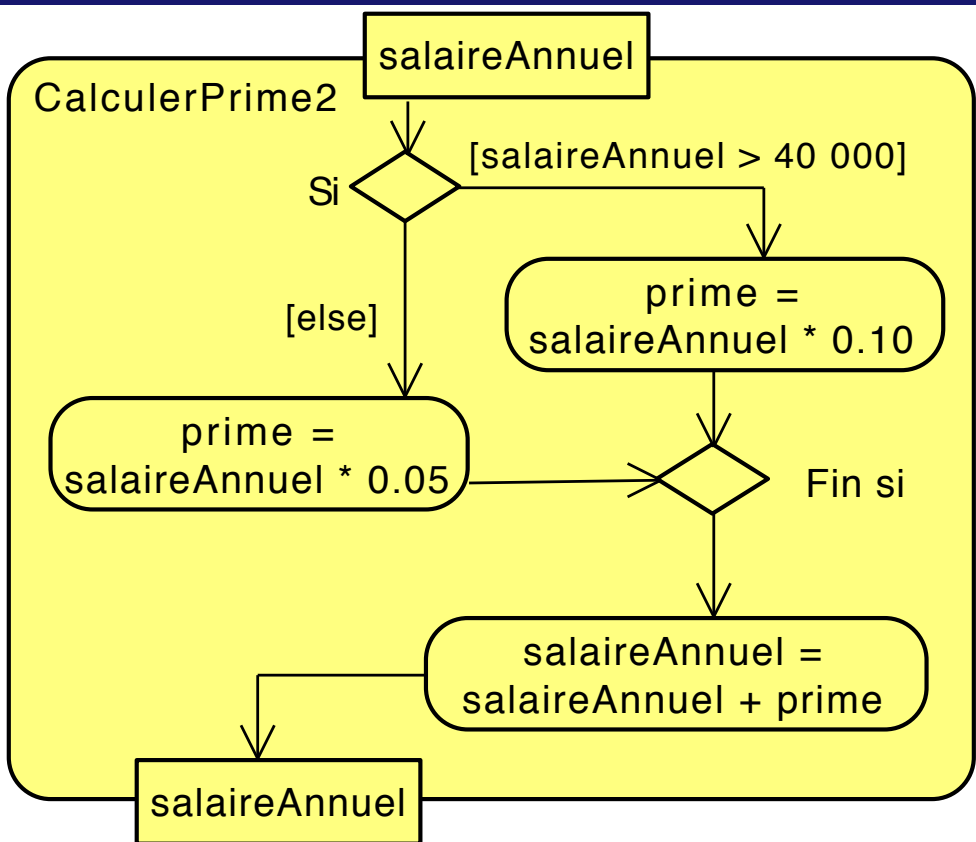 salaireAnnuel
CalculerPrime2
[salaireAnnuel > 40 000]
Si
prime =
salaireAnnuel * 0.10
[else]
prime =
salaireAnnuel * 0.05
Fin si
salaireAnnuel =
salaireAnnuel + prime
salaireAnnuel